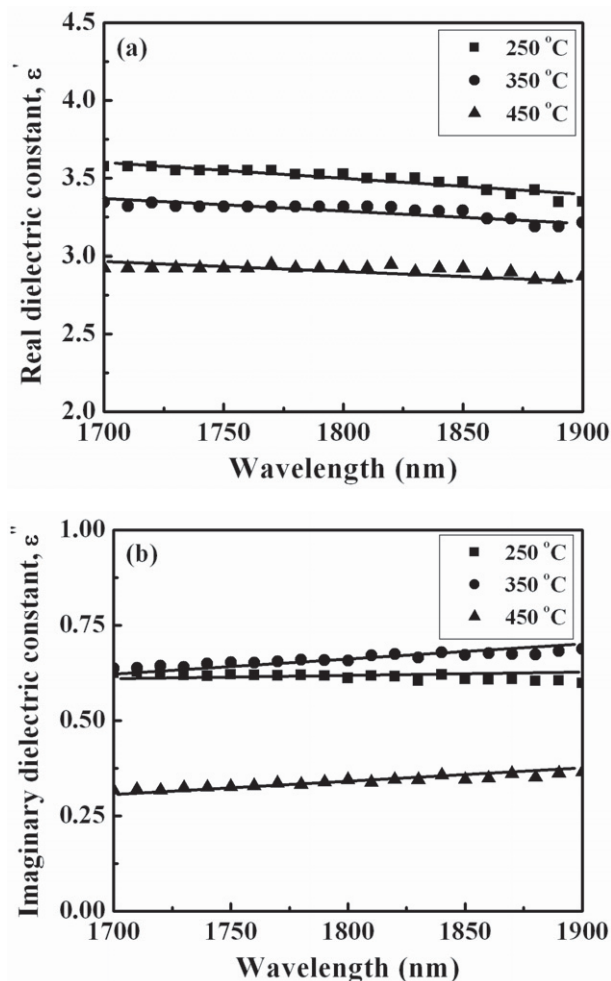 (a)
250 °C
350 °C
450 °C
Real dielectric constant, ε'
4.5
4.0
3.5
3.0
2.5
2.0
1700 1750 1800 1850 1900
Wavelength (nm)
(b)
250 °C
350 °C
450 °C
Imaginary dielectric constant, ε"
1.00
0.75
0.50
0.25
0.00
1700 1750 1800 1850 1900
Wavelength (nm)